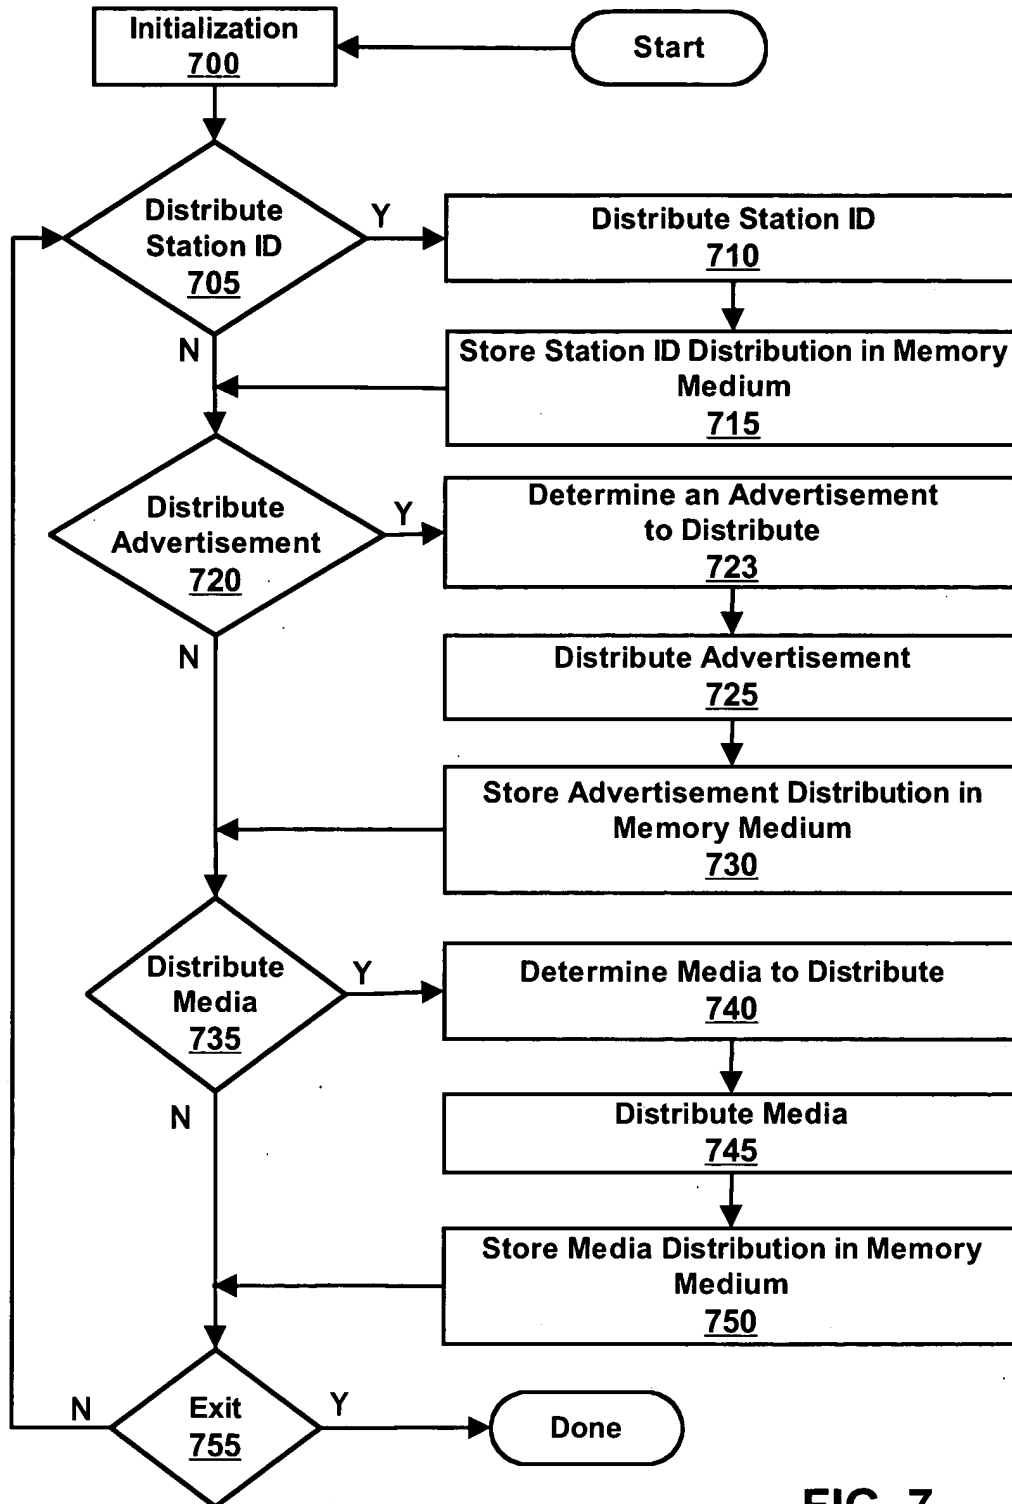 Initialization
700
Start
Distribute
Station ID
705
Y
Distribute Station ID
710
N
Store Station ID Distribution in Memory
Medium
715
Distribute
Advertisement
720
Y
Determine an Advertisement
to Distribute
723
N
Distribute Advertisement
725
Store Advertisement Distribution in
Memory Medium
730
Distribute
Media
735
Y
Determine Media to Distribute
740
N
Distribute Media
745
Store Media Distribution in Memory
Medium
750
N
Exit
755
Y
Done
FIG. 7